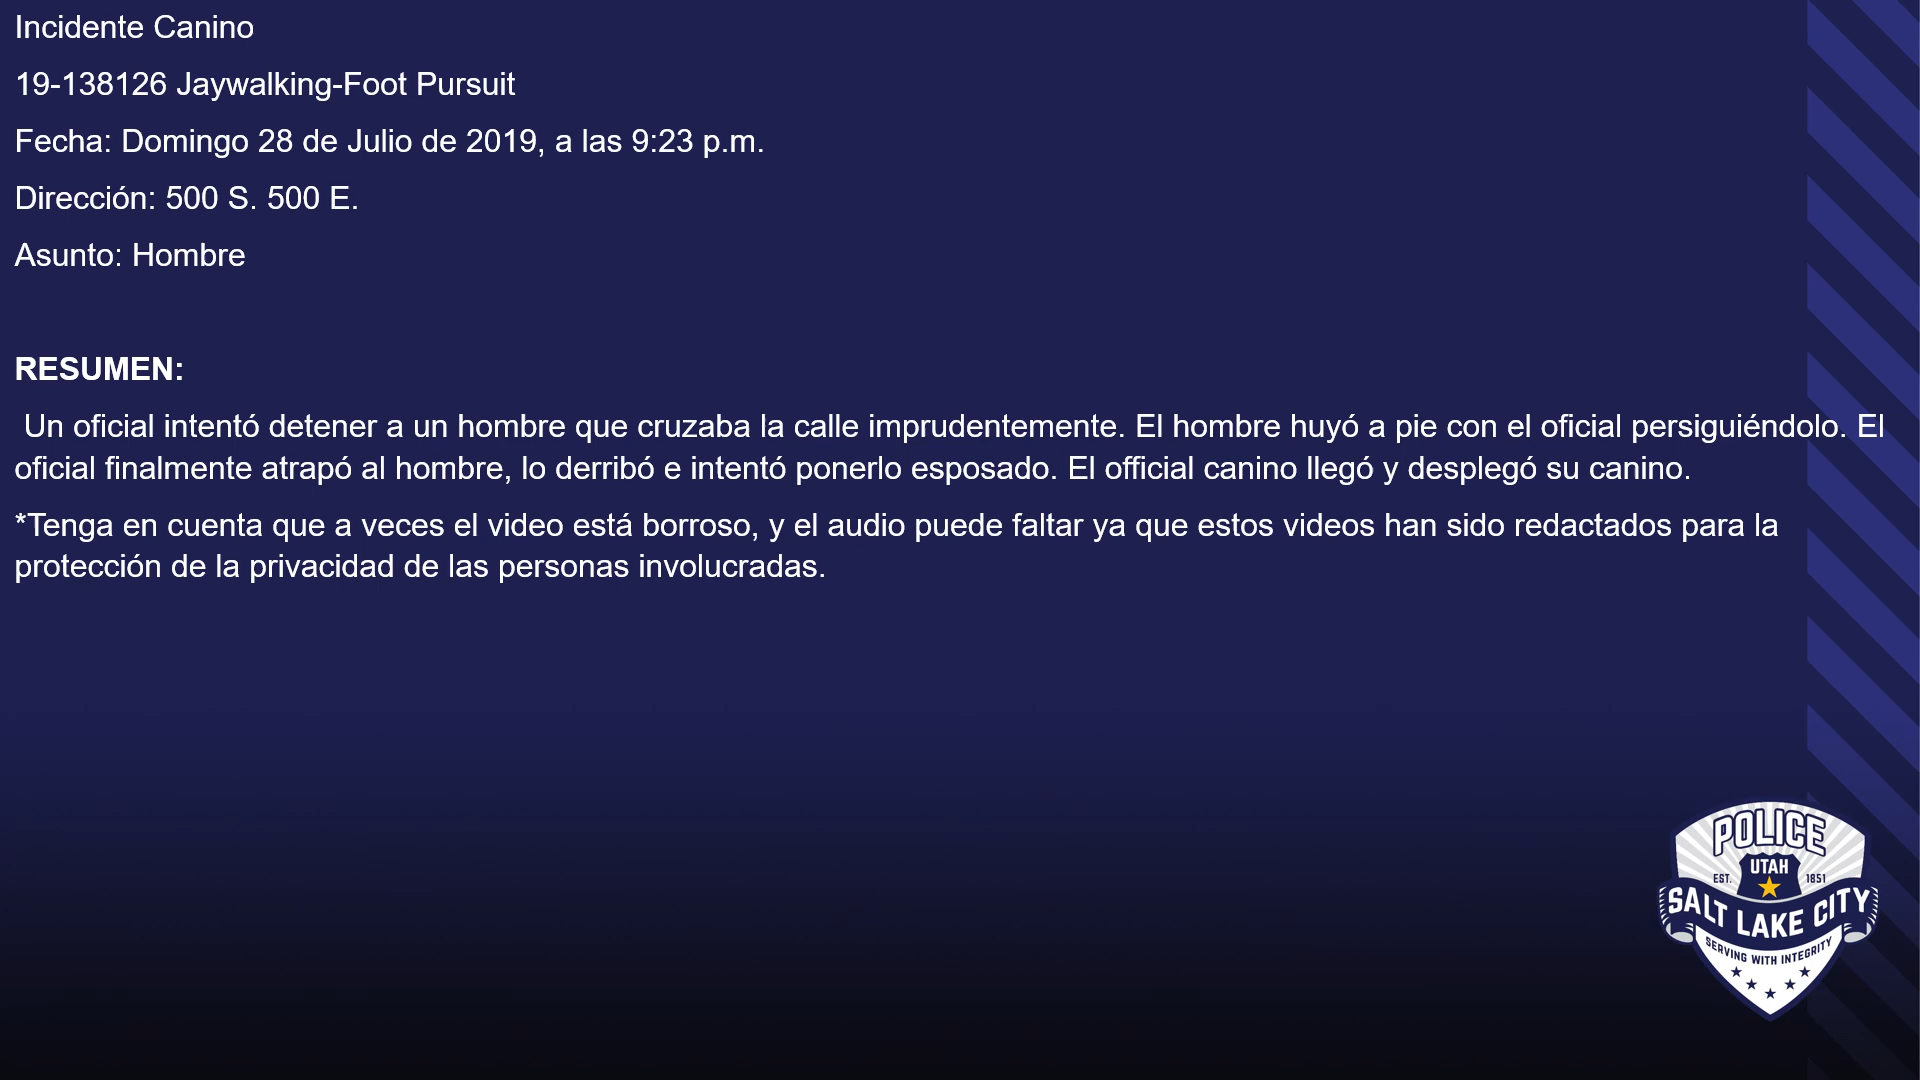 Incidente Canino
19-138126 Jaywalking-Foot Pursuit
Fecha: Domingo 28 de Julio de 2019, a las 9:23 p.m.
Dirección: 500 S. 500 E.
Asunto: Hombre
RESUMEN:
Un oficial intentó detener a un hombre que cruzaba la calle imprudentemente. El hombre huyó a pie con el oficial persiguiéndolo. El
oficial finalmente atrapó al hombre, lo derribó e intentó ponerlo esposado. El official canino llegó y desplegó su canino.
*Tenga en cuenta que a veces el video está borroso, y el audio puede faltar ya que estos videos han sido redactados para la
protección de la privacidad de las personas involucradas.
POLICE
UTAH
EST. 1851
SALT LAKE CITY
SERVING WITH INTEGRITY